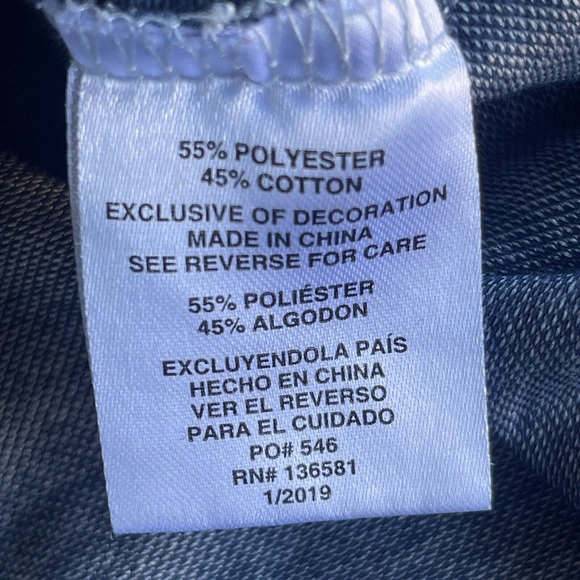 55% POLYESTER
45% COTTON
EXCLUSIVE OF DECORATION
MADE IN CHINA
SEE REVERSE FOR CARE
55% POLIÉSTER
45% ALGODON
EXCLUYENDOLA PAÍS
HECHO EN CHINA
VER EL REVERSO
PARA EL CUIDADO
PO# 546
RN# 136581
1/2019